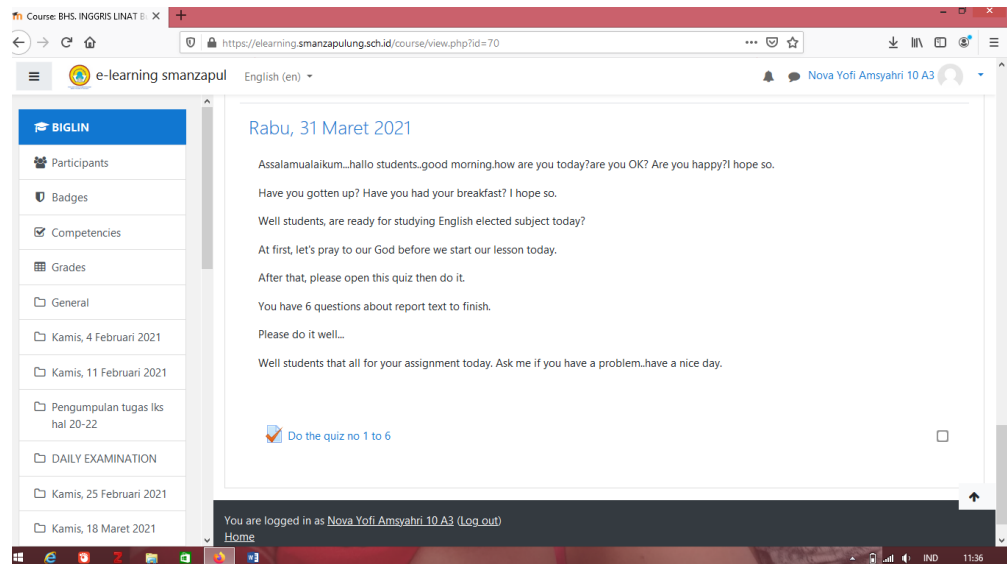 Course: BHS. INGGRIS LINAT B
https://elearning.smanzapulung.sch.id/course/view.php?id=70
e-learning smanzapul
English (en)
Nova Yofi Amsyahri 10 A3
BIGLIN
Participants
Badges
Competencies
Grades
General
Kamis, 4 Februari 2021
Kamis, 11 Februari 2021
Pengumpulan tugas lks
hal 20-22
DAILY EXAMINATION
Kamis, 25 Februari 2021
Kamis, 18 Maret 2021
Rabu, 31 Maret 2021
Assalamualaikum...hallo students..good morning.how are you today?are you OK? Are you happy?I hope so.
Have you gotten up? Have you had your breakfast? I hope so.
Well students, are ready for studying English elected subject today?
At first, let's pray to our God before we start our lesson today.
After that, please open this quiz then do it.
You have 6 questions about report text to finish.
Please do it well...
Well students that all for your assignment today. Ask me if you have a problem..have a nice day.
Do the quiz no 1 to 6
You are logged in as Nova Yofi Amsyahri 10 A3 (Log out)
Home
IND
11:36